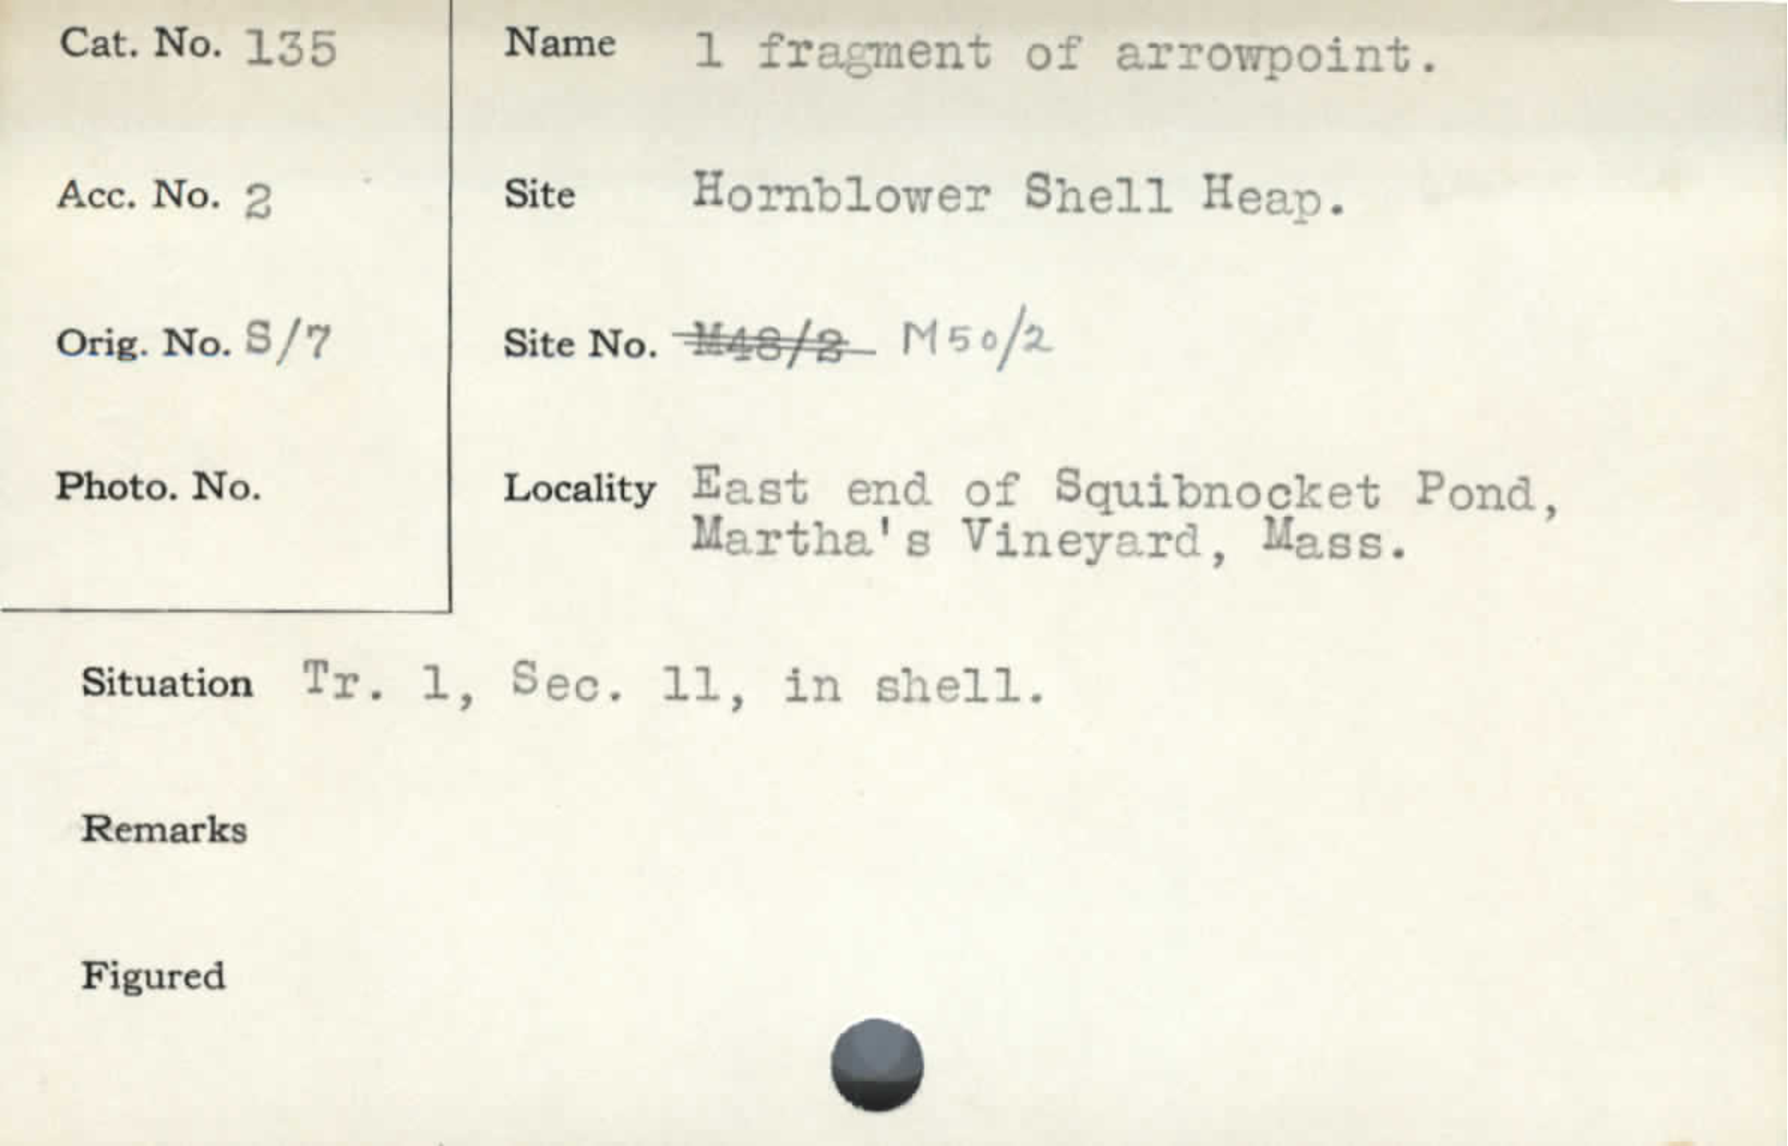 Cat. No. 135
Name 1 fragment of arrowpoint.
Acc. No. 2
Site Hornblower Shell Heap.
Orig. No. S/7
Site No. M48/2 M50/2
Photo. No.
Locality East end of Squibnocket Pond,
Martha's Vineyard, Mass.
Situation Tr. 1, Sec. 11, in shell.
Remarks
Figured